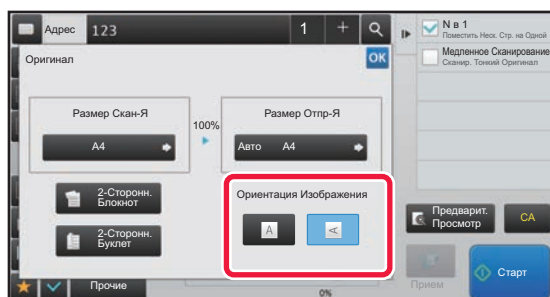 Адрес 123 1 +
N в 1
Поместить Неск. Стр. на Одной
Медленное Сканирование
Сканир. Тонкий Оригинал
Оригинал OK
Размер Скан-Я
A4
100%
Размер Отпр-Я
Авто A4
2-Сторонн.
Блокнот
2-Сторонн.
Буклет
Ориентация Изображения
A A
Предварит.
Просмотр
CA
Прочие
0%
Прием
Старт